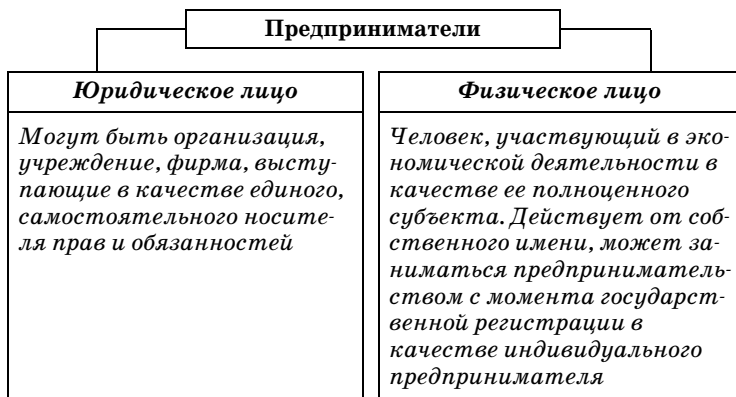 Предприниматели
Юридическое лицо
Могут быть организация,
учреждение, фирма, высту-
пающие в качестве единого,
самостоятельного носите-
ля прав и обязанностей
Физическое лицо
Человек, участвующий в эко-
номической деятельности в
качестве ее полноценного
субъекта. Действует от соб-
ственного имени, может за-
ниматься предприниматель-
ством с момента государст-
венной регистрации в
качестве индивидуального
предпринимателя